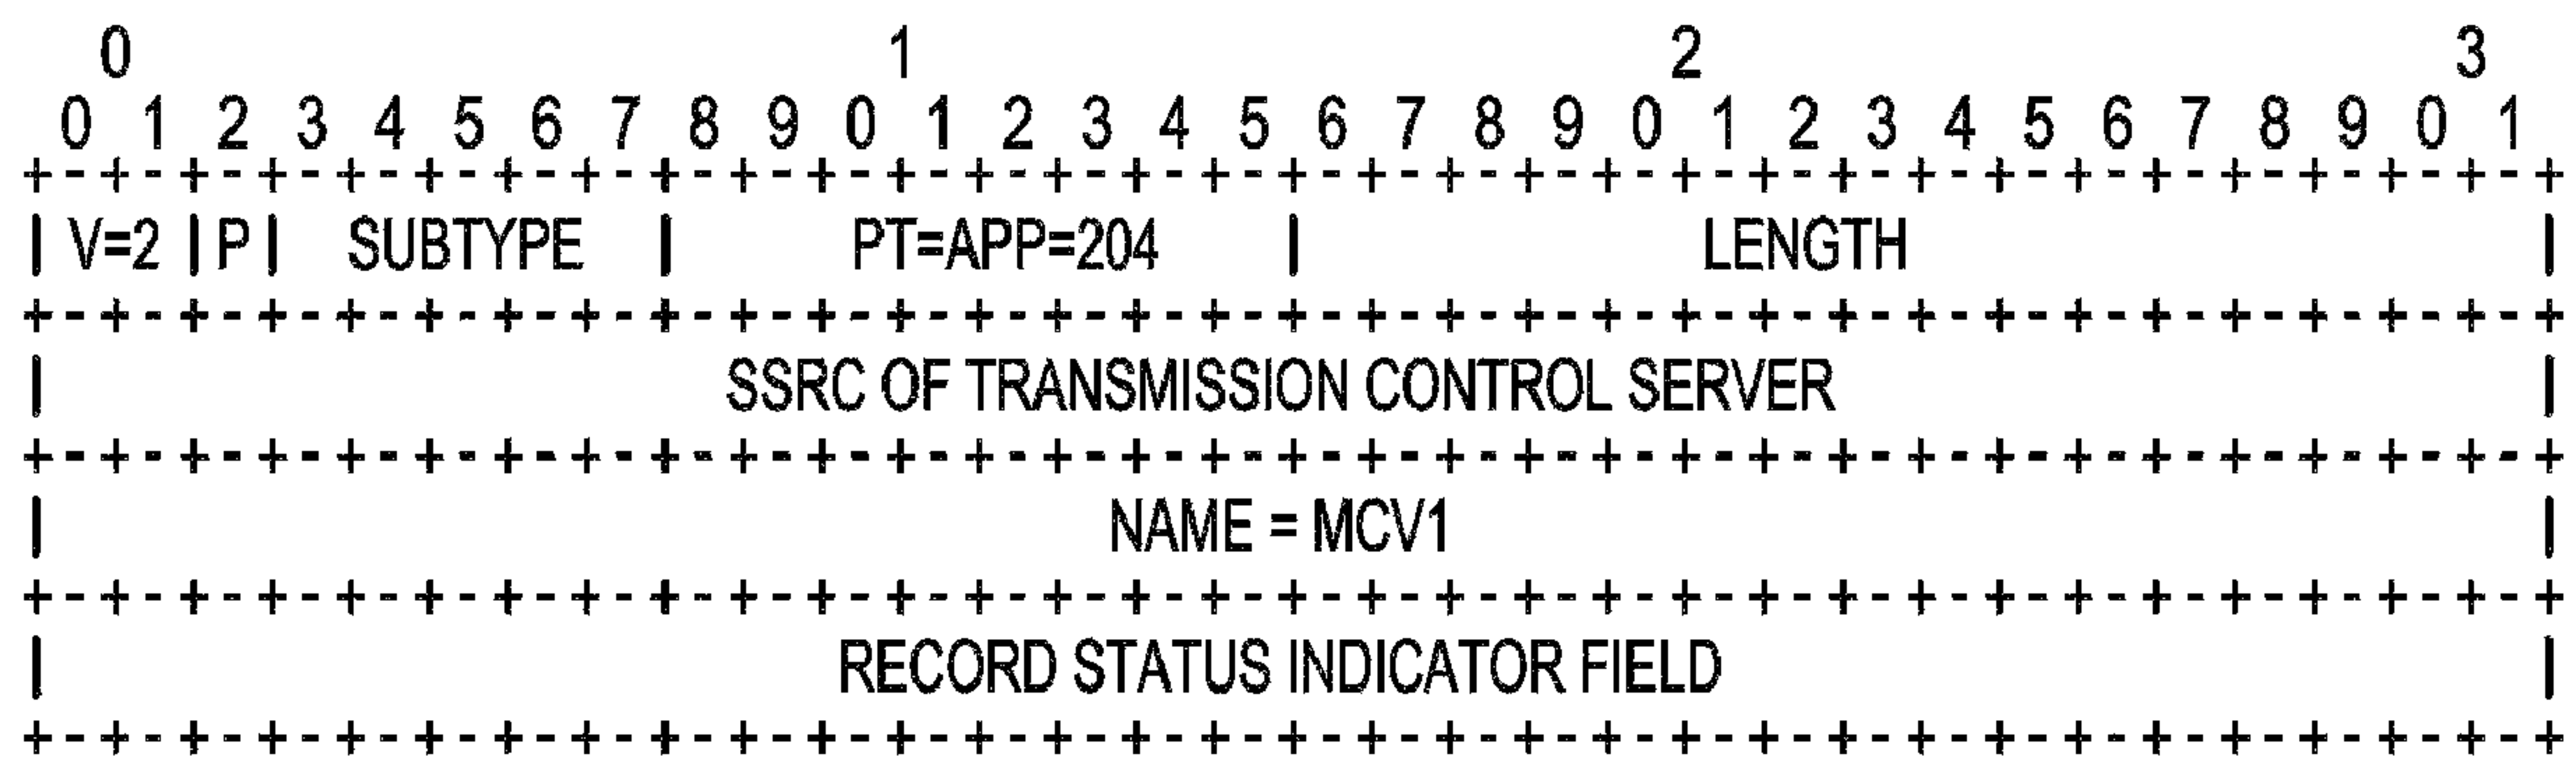 0 1 2 3
0 1 2 3 4 5 6 7 8 9 0 1 2 3 4 5 6 7 8 9 0 1 2 3 4 5 6 7 8 9 0 1
+-+-+-+-+-+-+-+-+-+-+-+-+-+-+-+-+-+-+-+-+-+-+-+-+-+-+-+-+-+-+-+-+
| V=2 | P | SUBTYPE | PT=APP=204 | LENGTH |
+-+-+-+-+-+-+-+-+-+-+-+-+-+-+-+-+-+-+-+-+-+-+-+-+-+-+-+-+-+-+-+-+
| SSRC OF TRANSMISSION CONTROL SERVER |
+-+-+-+-+-+-+-+-+-+-+-+-+-+-+-+-+-+-+-+-+-+-+-+-+-+-+-+-+-+-+-+-+
| NAME = MCV1 |
+-+-+-+-+-+-+-+-+-+-+-+-+-+-+-+-+-+-+-+-+-+-+-+-+-+-+-+-+-+-+-+-+
| RECORD STATUS INDICATOR FIELD |
+-+-+-+-+-+-+-+-+-+-+-+-+-+-+-+-+-+-+-+-+-+-+-+-+-+-+-+-+-+-+-+-+